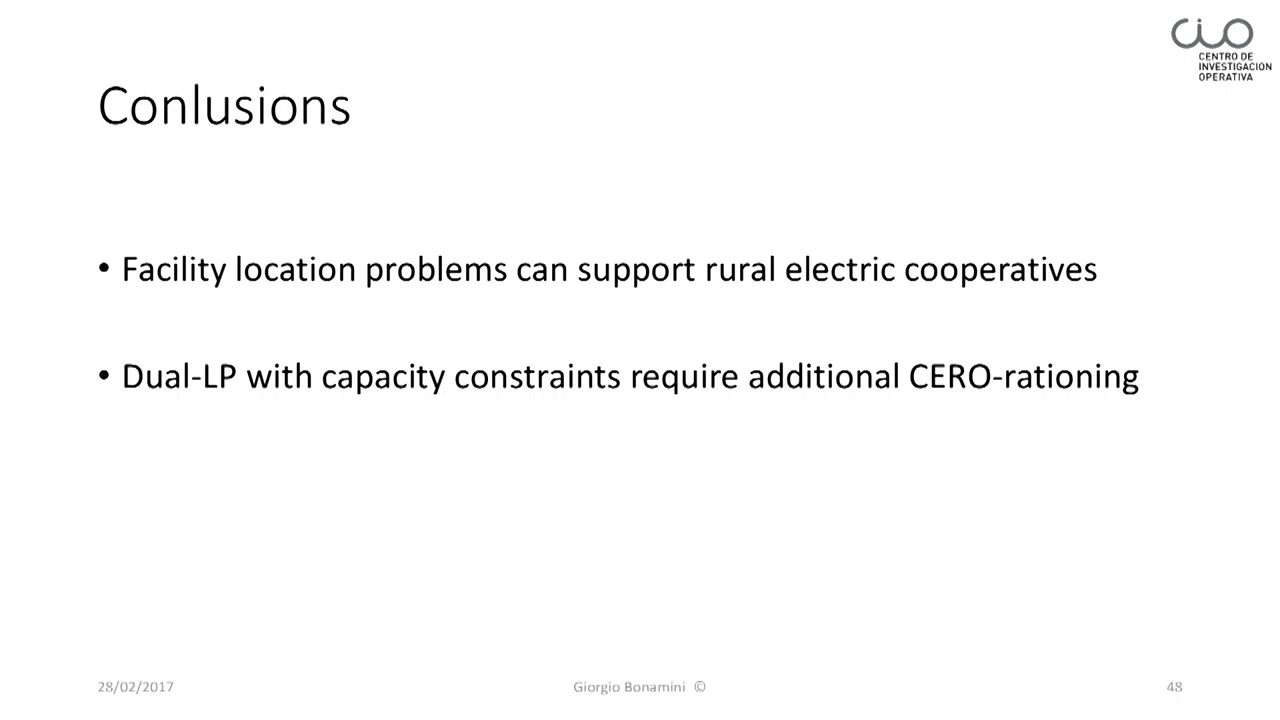 CIO
CENTRO DE
INVESTIGACION
OPERATIVA
Conlusions
• Facility location problems can support rural electric cooperatives
• Dual-LP with capacity constraints require additional CERO-rationing
28/02/2017
Giorgio Bonamini ©
48